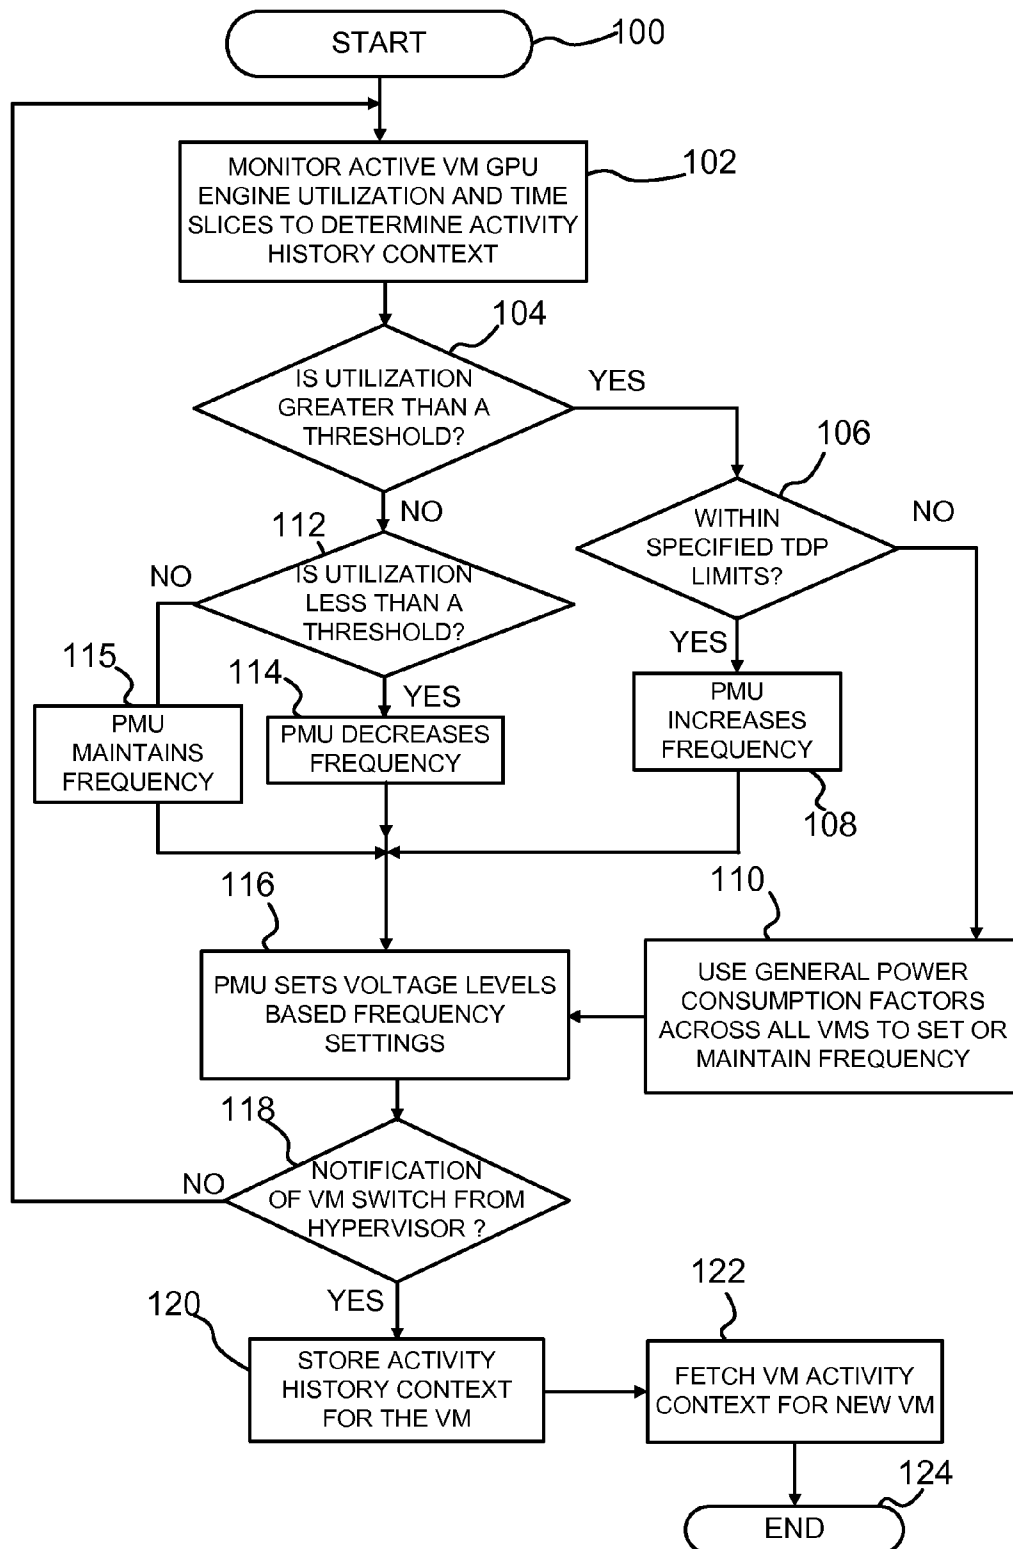 START
100
MONITOR ACTIVE VM GPU
ENGINE UTILIZATION AND TIME
SLICES TO DETERMINE ACTIVITY
HISTORY CONTEXT
102
104
IS UTILIZATION
GREATER THAN A
THRESHOLD?
YES
106
NO
WITHIN
SPECIFIED TDP
LIMITS?
NO
112
IS UTILIZATION
LESS THAN A
THRESHOLD?
NO
YES
115
114
YES
PMU
MAINTAINS
FREQUENCY
PMU DECREASES
FREQUENCY
PMU
INCREASES
FREQUENCY
108
116
110
PMU SETS VOLTAGE LEVELS
BASED FREQUENCY
SETTINGS
USE GENERAL POWER
CONSUMPTION FACTORS
ACROSS ALL VMS TO SET OR
MAINTAIN FREQUENCY
118
NOTIFICATION
OF VM SWITCH FROM
HYPERVISOR ?
NO
YES
120
122
STORE ACTIVITY
HISTORY CONTEXT
FOR THE VM
FETCH VM ACTIVITY
CONTEXT FOR NEW VM
124
END